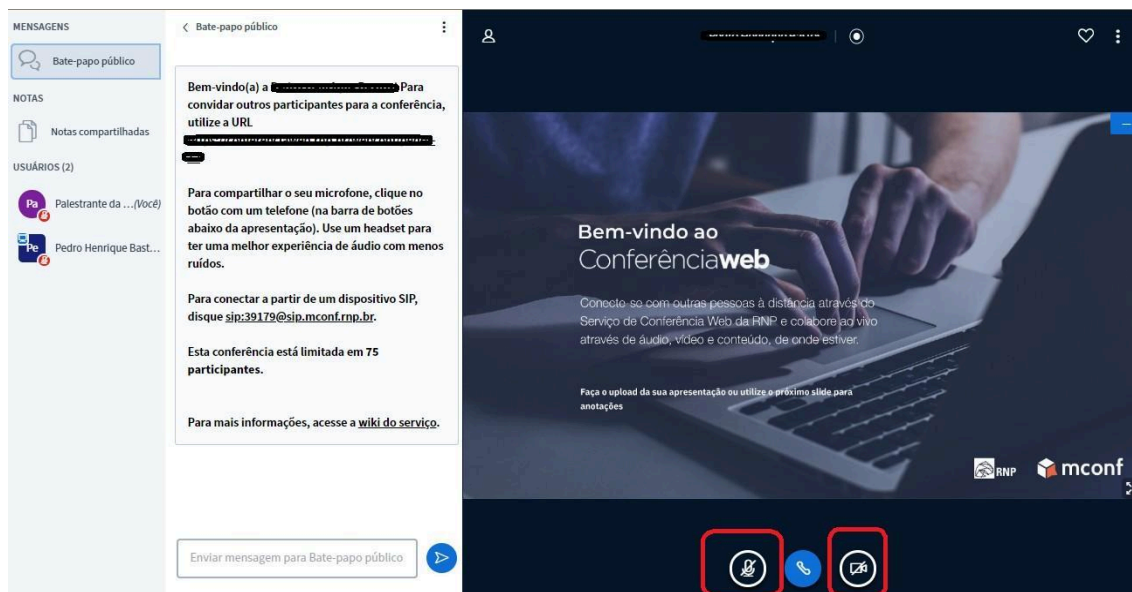 MENSAGENS
Bate-papo público
NOTAS
Notas compartilhadas
USUÁRIOS (2)
Pa
Palestrante da ...(Você)
Pe
Pedro Henrique Bast...
Bate-papo público
Bem-vindo(a) a
Para
convidar outros participantes para a conferência,
utilize a URL
Para compartilhar o seu microfone, clique no
botão com um telefone (na barra de botões
abaixo da apresentação). Use um headset para
ter uma melhor experiência de áudio com menos
ruídos.
Para conectar a partir de um dispositivo SIP,
disque sip:39179@sip.mconf.rnp.br.
Esta conferência está limitada em 75
participantes.
Para mais informações, acesse a wiki do serviço.
Enviar mensagem para Bate-papo público
Bem-vindo ao
Conferênciaweb
Conecte-se com outras pessoas à distância através do
Serviço de Conferência Web da RNP e colabore ao vivo
através de áudio, vídeo e conteúdo, de onde estiver.
Faça o upload da sua apresentação ou utilize o próximo slide para
anotações
RNP
mconf